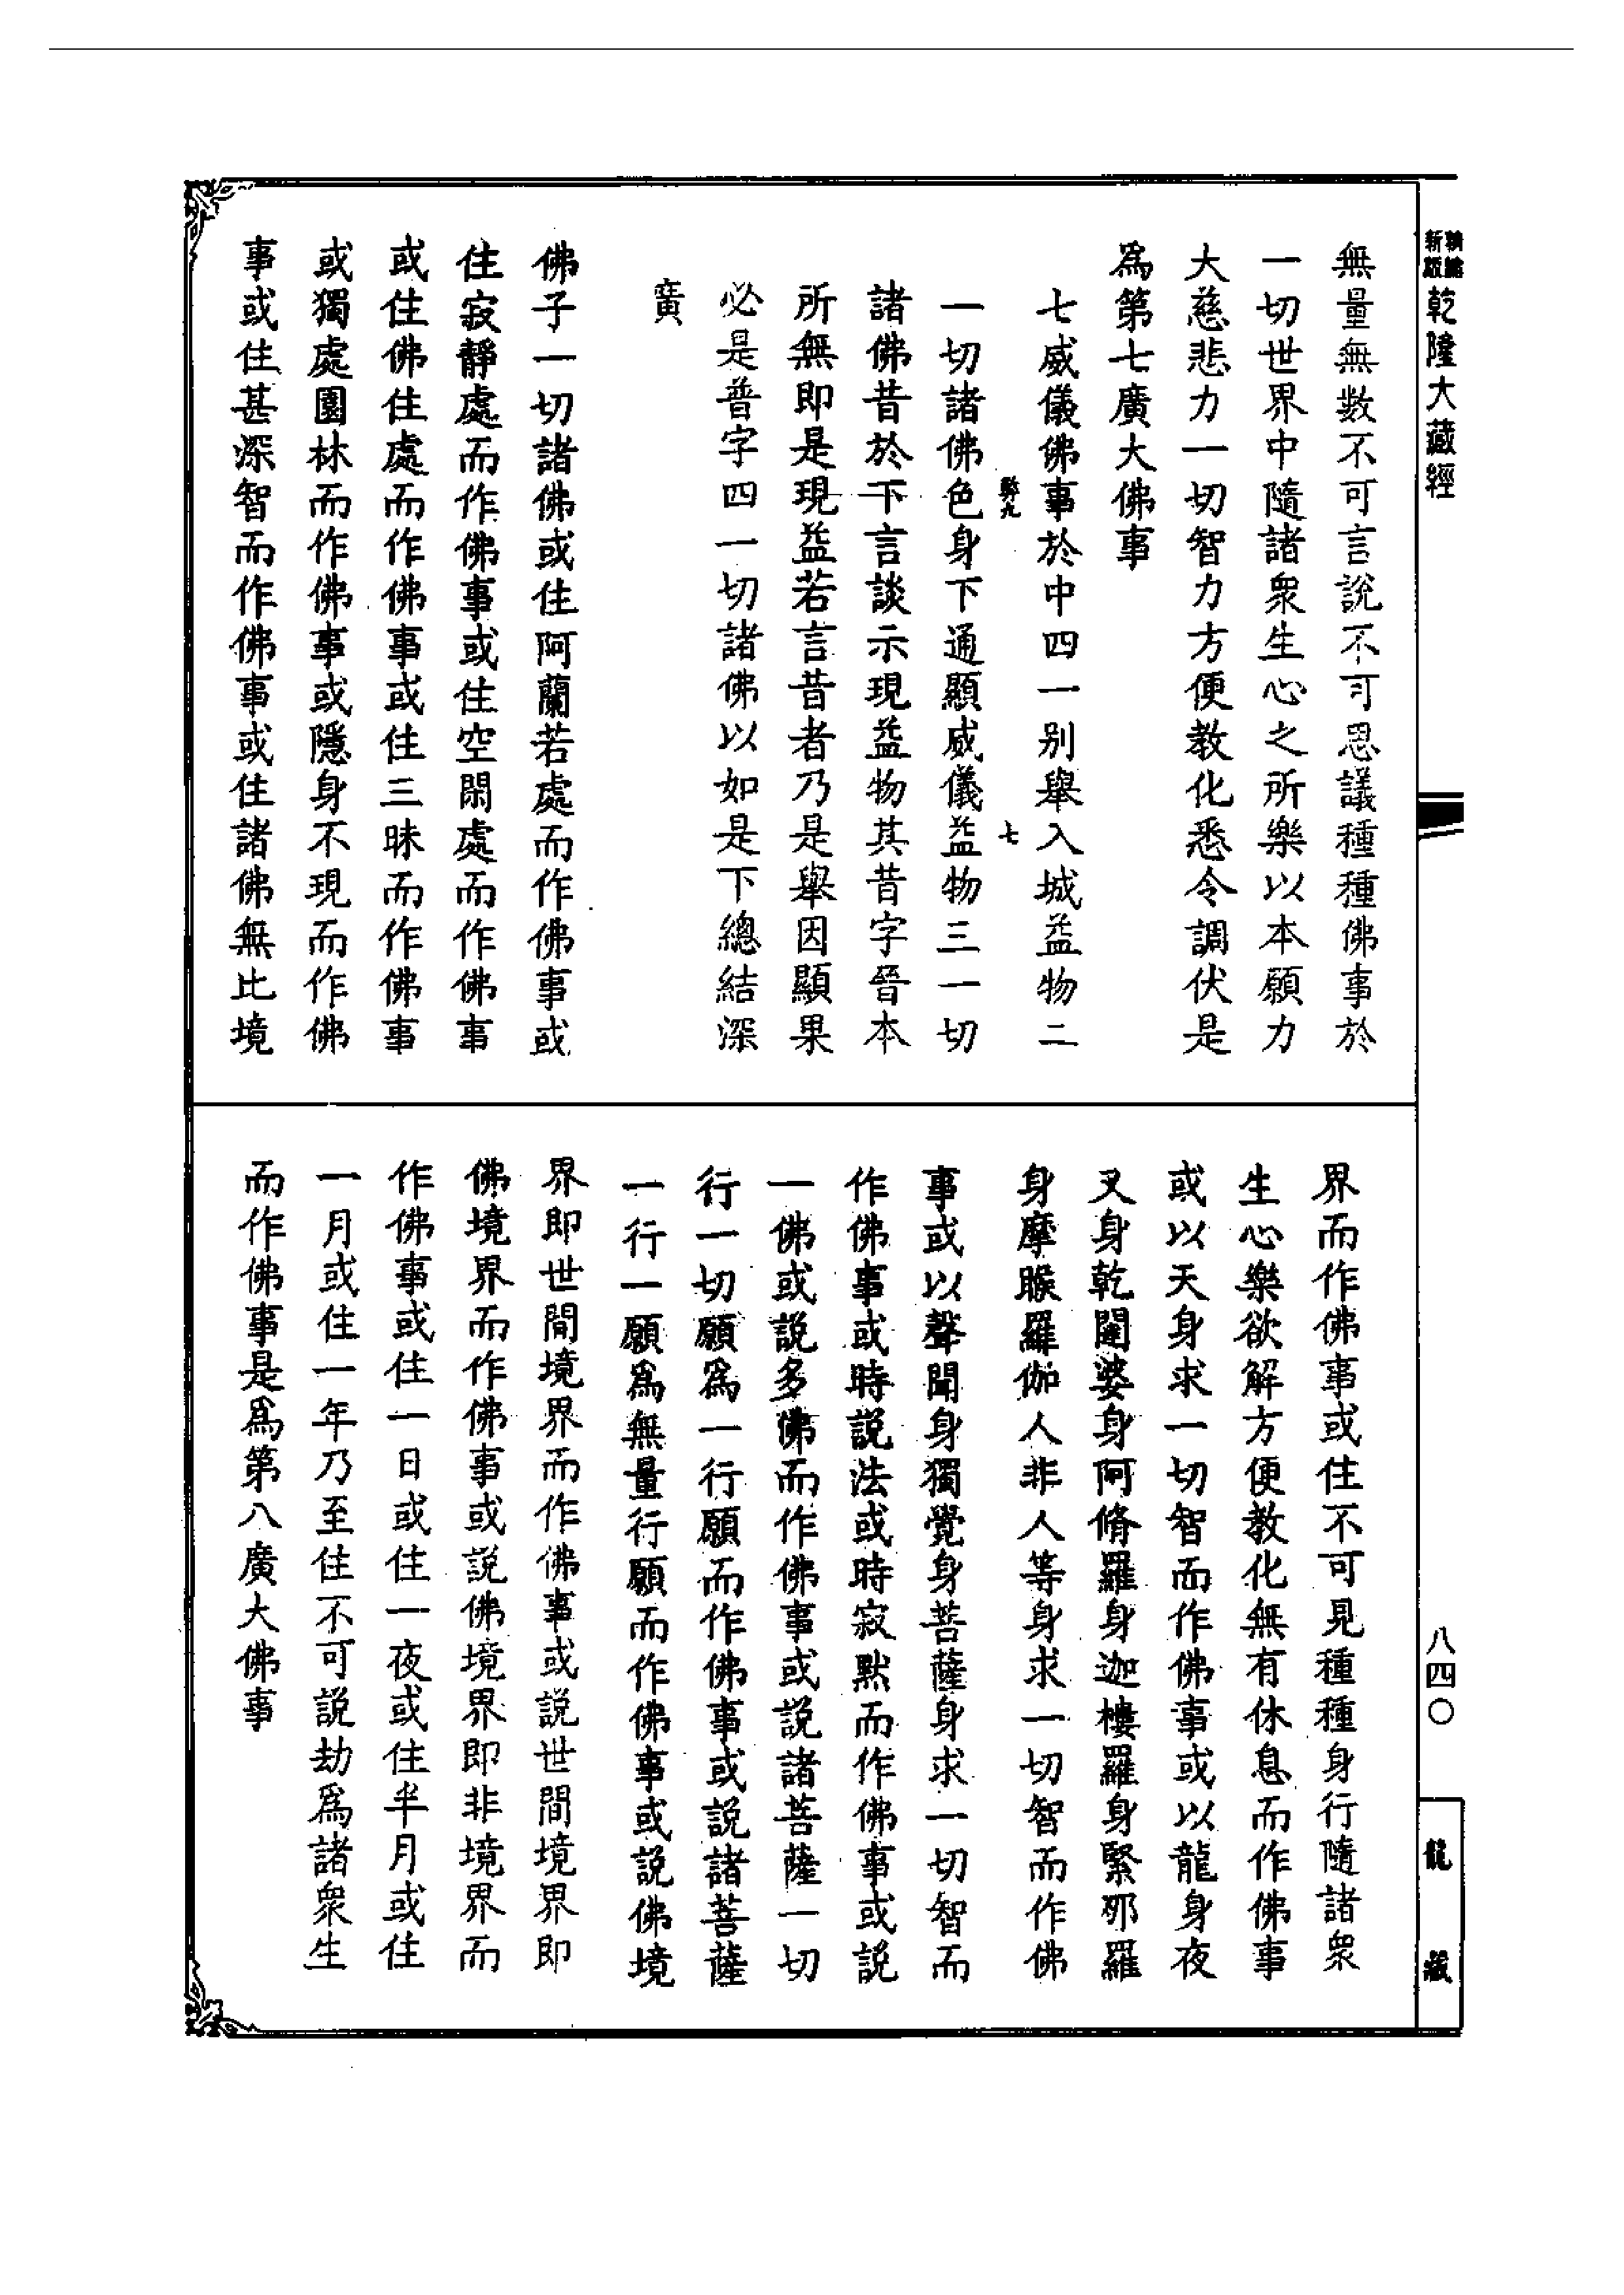 乾隆大藏經
無量無數不可言說不可思議種種佛事於
一切世界中隨諸衆生心之所樂以本願力
大慈悲力一切智力方便教化悉令調伏是
爲第七廣大佛事
七威儀佛事於中四一别舉入城益物二
七
一切諸佛色身下通顯威儀益物三一切
諸佛昔於下言談示現益物其昔字晉本
所無即是現益若言昔者乃是舉因顯果
必是普字四一切諸佛以如是下總結深
廣
佛子一切諸佛或住阿蘭若處而作佛事或
住寂靜處而作佛事或住空閑處而作佛事
或住佛住處而作佛事或住三昧而作佛事
或獨處園林而作佛事或隱身不現而作佛
事或住甚深智而作佛事或住諸佛無比境
界而作佛事或住不可見種種身行隨諸衆
生心樂欲解方便教化無有休息而作佛事
或以天身求一切智而作佛事或以龍身夜
叉身乾闥婆身阿脩羅身迦樓羅身緊那羅
身摩睺羅伽人非人等身求一切智而作佛
事或以聲聞身獨覺身菩薩身求一切智而
作佛事或時說法或時寂默而作佛事或說
一佛或說多佛而作佛事或說諸菩薩一切
行一切願爲一行願而作佛事或說諸菩薩
一行一願爲無量行願而作佛事或說佛境
界即世間境界而作佛事或說世間境界即
佛境界而作佛事或說佛境界即非境界而
作佛事或住一日或住一夜或住半月或住
一月或住一年乃至住不可說劫爲諸衆生
而作佛事是爲第八廣大佛事
八四〇
龍藏